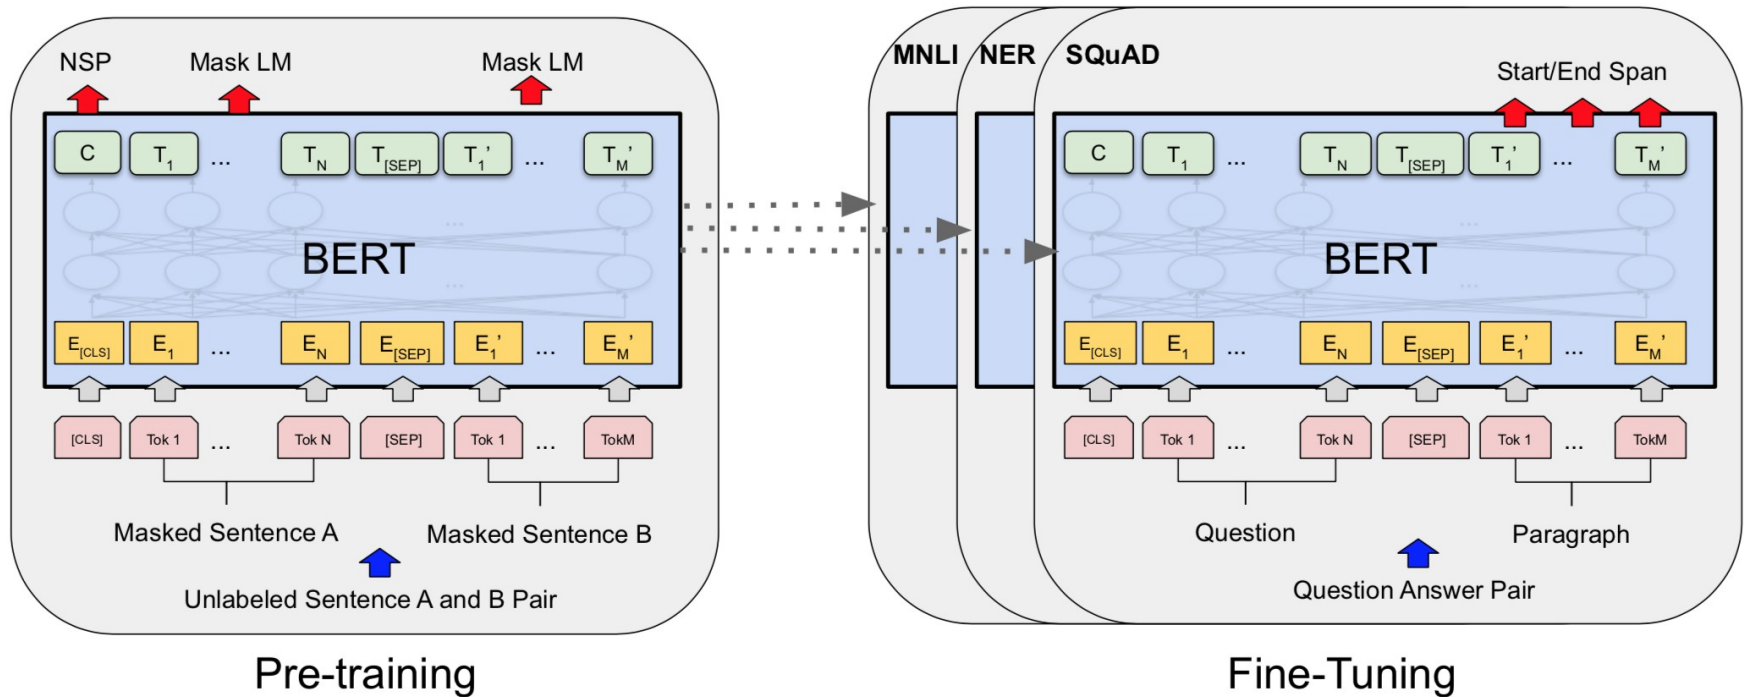 NSP Mask LM Mask LM
C T1 ... TN T[SEP] T1’ ... TM’
...
BERT
...
E[CLS] E1 ... EN E[SEP] E1’ ... EM’
[CLS] Tok 1 ... Tok N [SEP] Tok 1 ... TokM
Masked Sentence A Masked Sentence B
Unlabeled Sentence A and B Pair
Pre-training
MNLI NER SQuAD
Start/End Span
C T1 ... TN T[SEP] T1’ ... TM’
...
BERT
...
E[CLS] E1 ... EN E[SEP] E1’ ... EM’
[CLS] Tok 1 ... Tok N [SEP] Tok 1 ... TokM
Question Paragraph
Question Answer Pair
Fine-Tuning